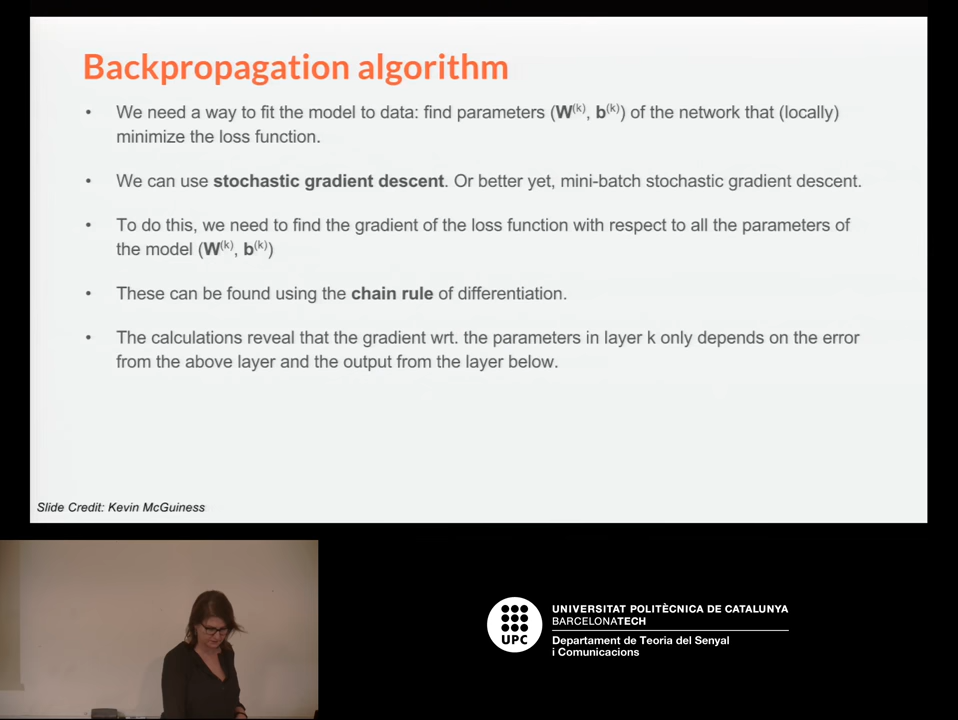 Backpropagation algorithm
• We need a way to fit the model to data: find parameters (W(k), b(k)) of the network that (locally)
minimize the loss function.
• We can use stochastic gradient descent. Or better yet, mini-batch stochastic gradient descent.
• To do this, we need to find the gradient of the loss function with respect to all the parameters of
the model (W(k), b(k))
• These can be found using the chain rule of differentiation.
• The calculations reveal that the gradient wrt. the parameters in layer k only depends on the error
from the above layer and the output from the layer below.
Slide Credit: Kevin McGuiness
UPC
UNIVERSITAT POLITÈCNICA DE CATALUNYA
BARCELONATECH
Departament de Teoria del Senyal
i Comunicacions